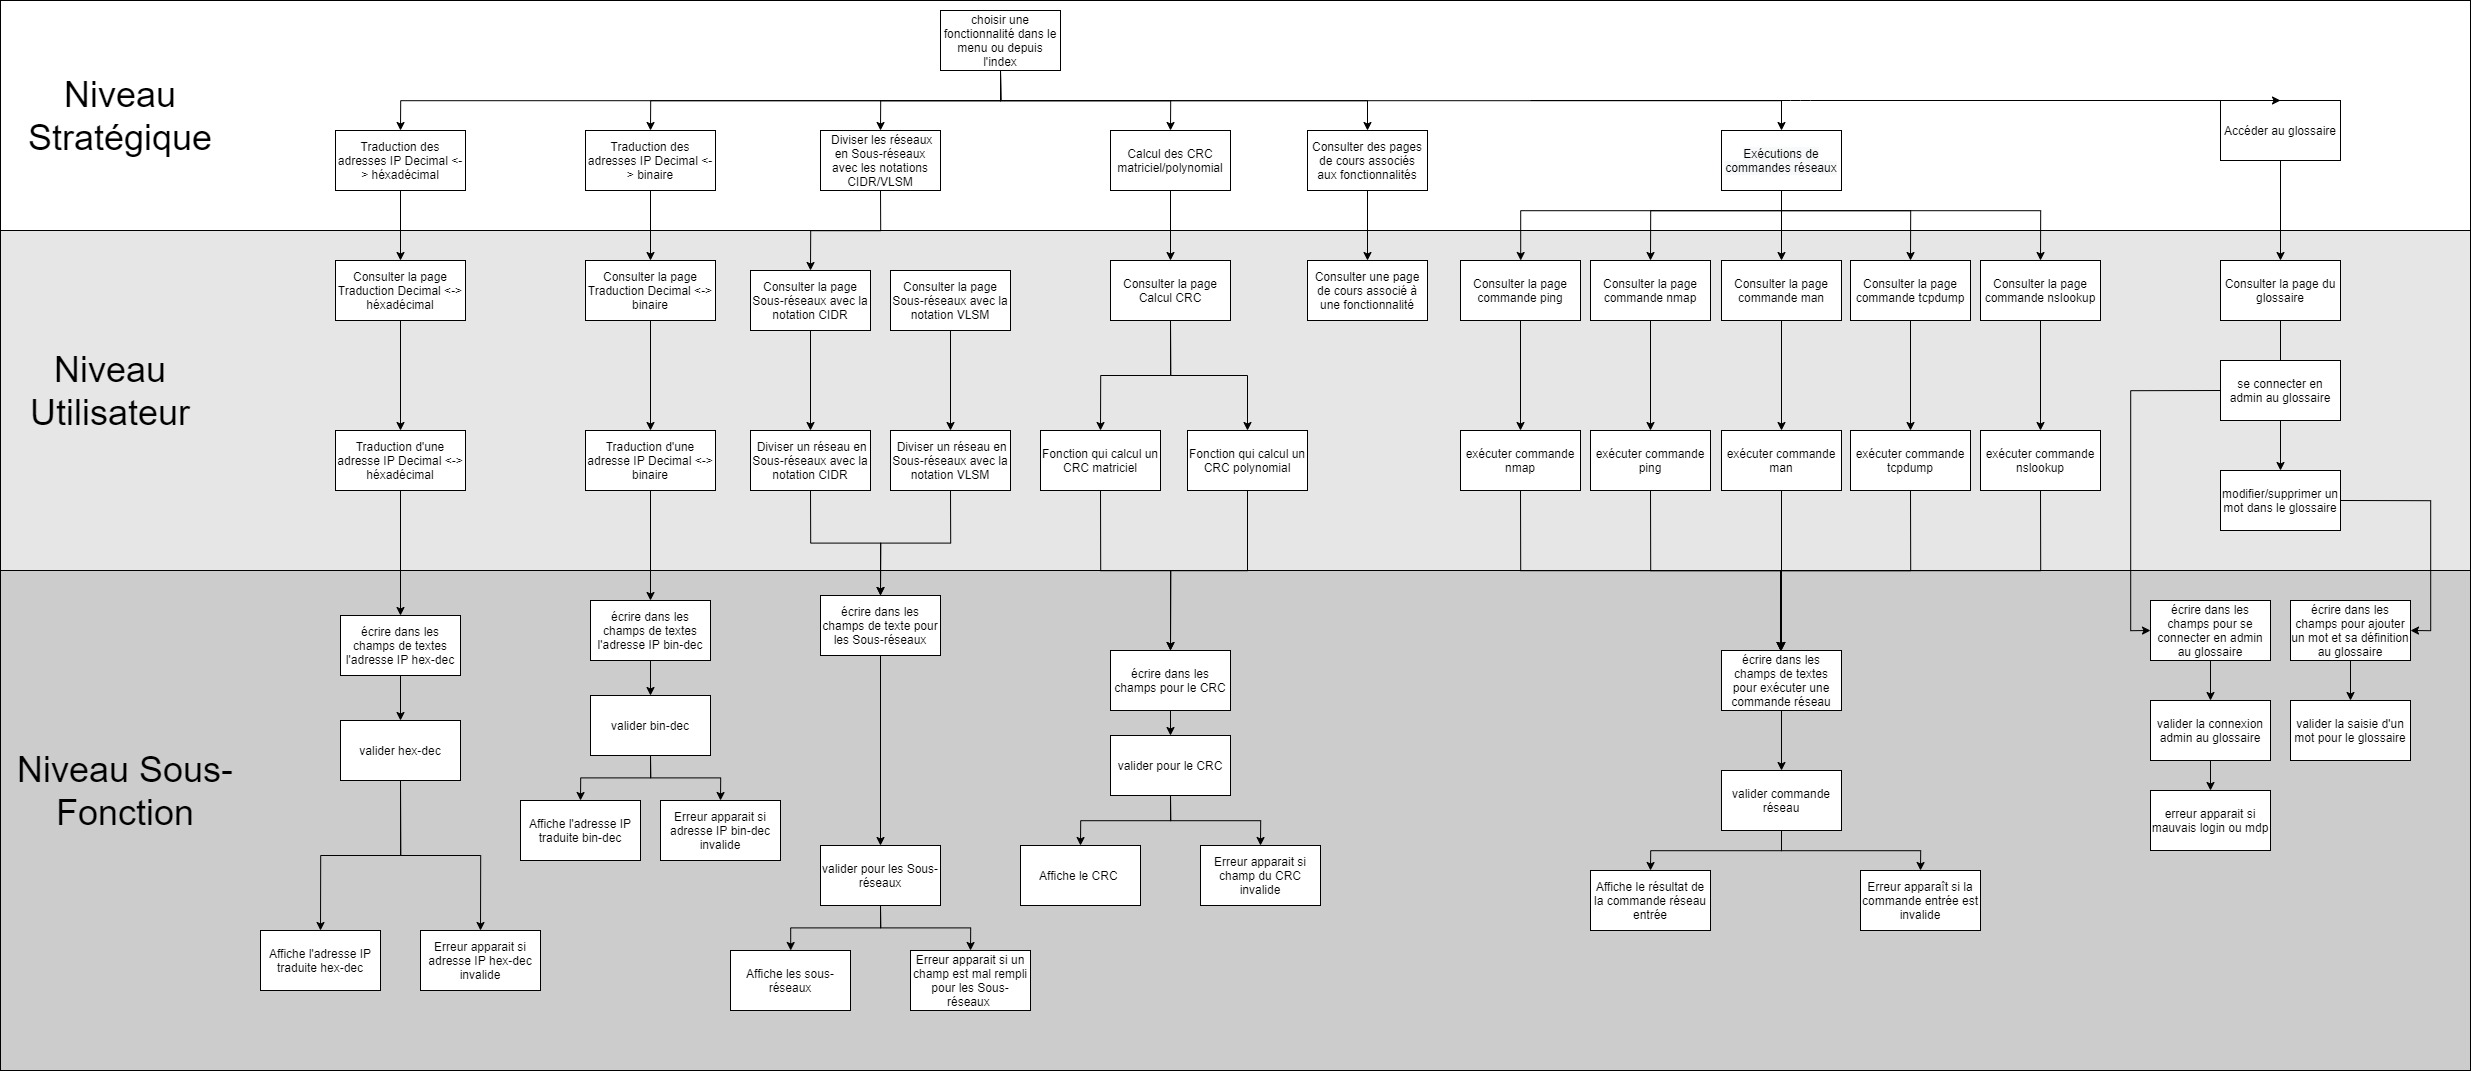 choisir une
fonctionnalité dans le
menu ou depuis
l'index
Niveau
Stratégique
Traduction des
adresses IP Decimal <-
> héxadécimal
Traduction des
adresses IP Decimal <-
> binaire
Diviser les réseaux
en Sous-réseaux
avec les notations
CIDR/VLSM
Calcul des CRC
matriciel/polynomial
Consulter des pages
de cours associés
aux fonctionnalités
Exécutions de
commandes réseaux
Accéder au glossaire
Niveau
Utilisateur
Consulter la page
Traduction Decimal <->
héxadécimal
Consulter la page
Traduction Decimal <->
binaire
Consulter la page
Sous-réseaux avec la
notation CIDR
Consulter la page
Sous-réseaux avec la
notation VLSM
Consulter la page
Calcul CRC
Consulter une page
de cours associé à
une fonctionnalité
Consulter la page
commande ping
Consulter la page
commande nmap
Consulter la page
commande man
Consulter la page
commande tcpdump
Consulter la page
commande nslookup
Consulter la page du
glossaire
se connecter en
admin au glossaire
Traduction d'une
adresse IP Decimal <->
héxadécimal
Traduction d'une
adresse IP Decimal <->
binaire
Diviser un réseau en
Sous-réseaux avec la
notation CIDR
Diviser un réseau en
Sous-réseaux avec la
notation VLSM
Fonction qui calcul un
CRC matriciel
Fonction qui calcul un
CRC polynomial
exécuter commande
nmap
exécuter commande
ping
exécuter commande
man
exécuter commande
tcpdump
exécuter commande
nslookup
modifier/supprimer un
mot dans le glossaire
Niveau Sous-
Fonction
écrire dans les
champs de textes
l'adresse IP hex-dec
écrire dans les
champs de textes
l'adresse IP bin-dec
écrire dans les
champs de texte pour
les Sous-réseaux
écrire dans les
champs pour le CRC
écrire dans les
champs de textes
pour exécuter une
commande réseau
écrire dans les
champs pour se
connecter en admin
au glossaire
écrire dans les
champs pour ajouter
un mot et sa définition
au glossaire
valider hex-dec
valider bin-dec
valider pour le CRC
valider commande
réseau
valider la connexion
admin au glossaire
valider la saisie d'un
mot pour le glossaire
Affiche l'adresse IP
traduite bin-dec
Erreur apparait si
adresse IP bin-dec
invalide
valider pour les Sous-
réseaux
Affiche le CRC
Erreur apparait si
champ du CRC
invalide
Affiche le résultat de
la commande réseau
entrée
Erreur apparaît si la
commande entrée est
invalide
erreur apparait si
mauvais login ou mdp
Affiche l'adresse IP
traduite hex-dec
Erreur apparait si
adresse IP hex-dec
invalide
Affiche les sous-
réseaux
Erreur apparait si un
champ est mal rempli
pour les Sous-
réseaux